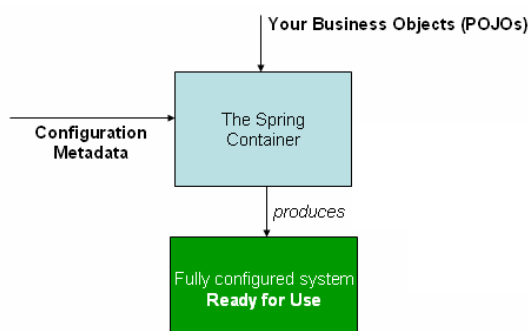 Your Business Objects (POJOs)
The Spring
Container
Configuration
Metadata
produces
Fully configured system
Ready for Use